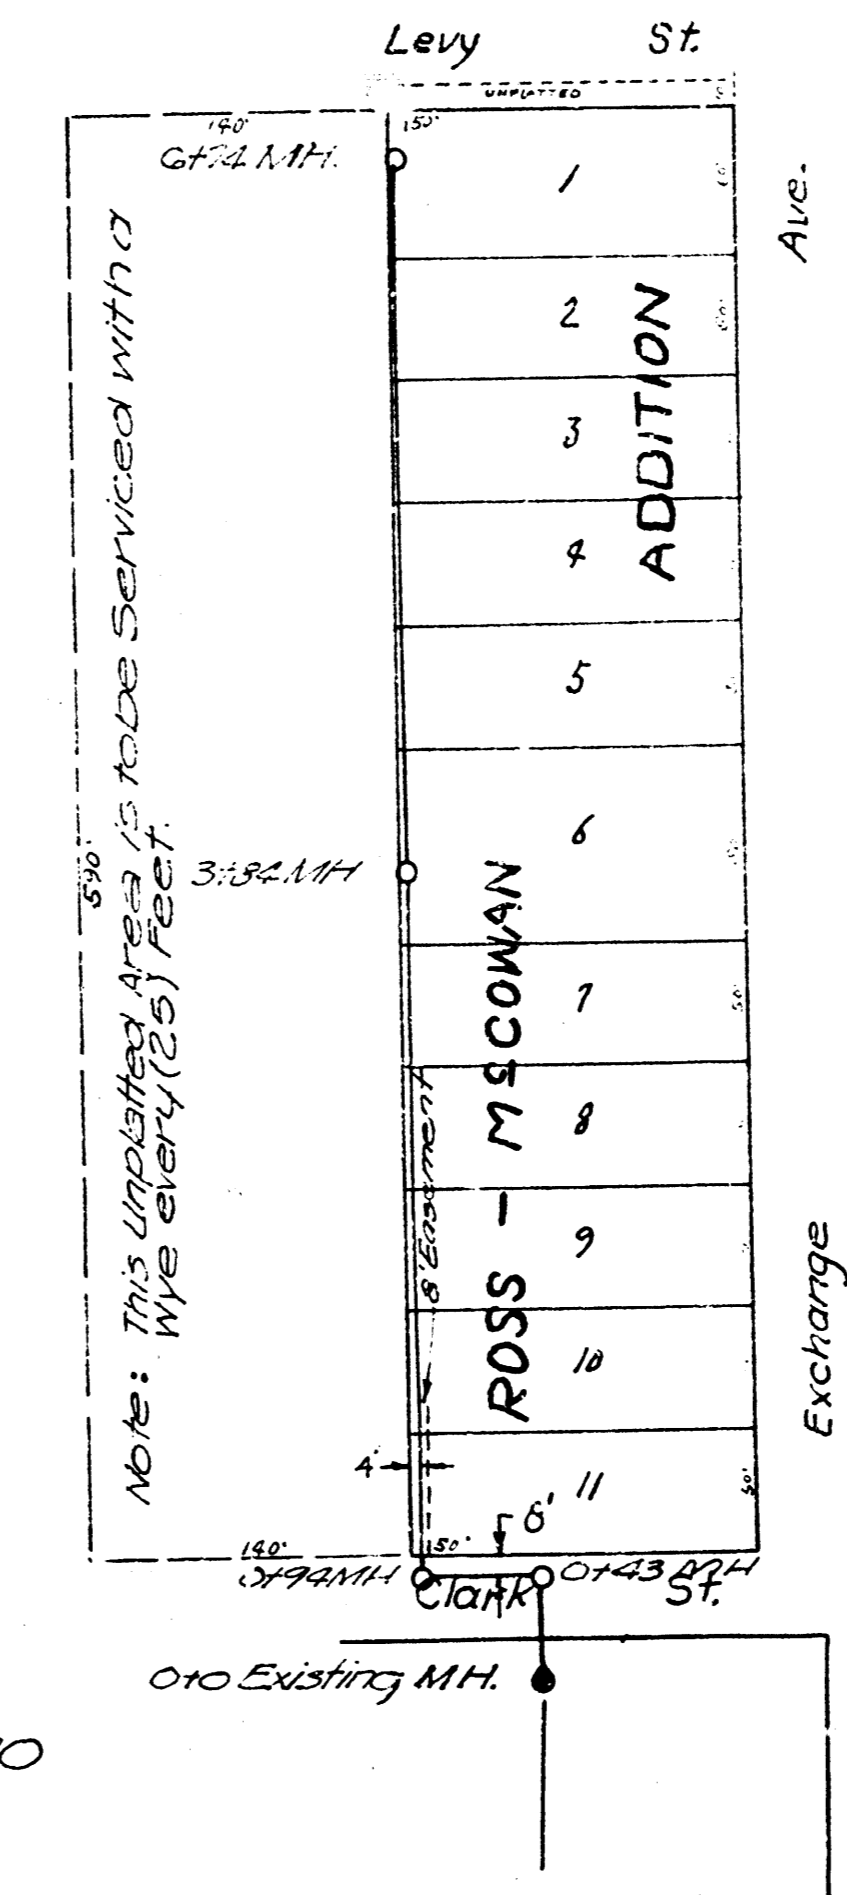 Levy St.
UNPLATTED
140'
150'
6+74 MH.
Ave.
1
2
3
4
5
6
7
8
9
10
11
ADDITION
ROSS - McCOWAN
Note: This Unplatted Area is to be Serviced with a
Wye every (25) Feet.
590'
3+84 MH
50'
8' Easement
Exchange
4'
50'
6'
140'
50'
0+94 MH
0+43 MH
Clark St.
0+0 Existing MH.